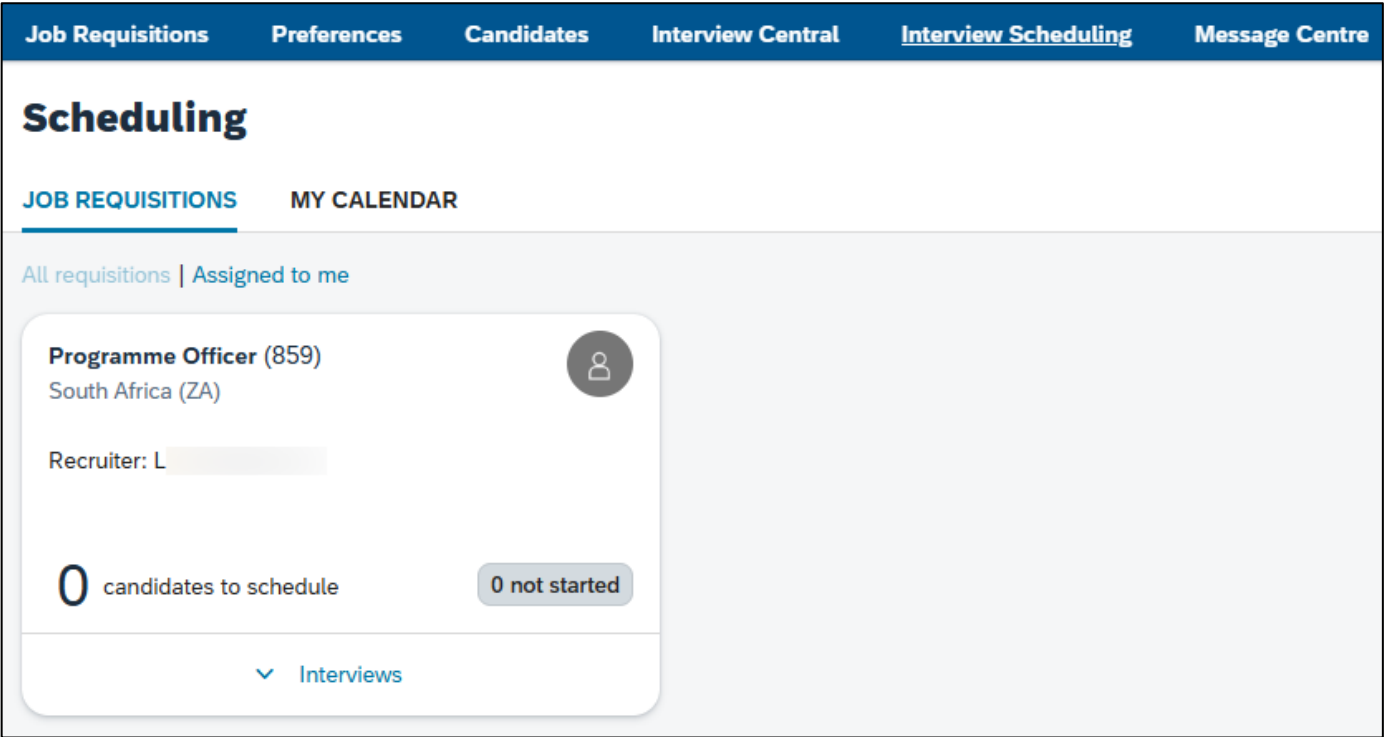 Job Requisitions Preferences Candidates Interview Central Interview Scheduling Message Centre
Scheduling
JOB REQUISITIONS MY CALENDAR
All requisitions | Assigned to me
Programme Officer (859)
South Africa (ZA)
Recruiter: L
0 candidates to schedule 0 not started
Interviews